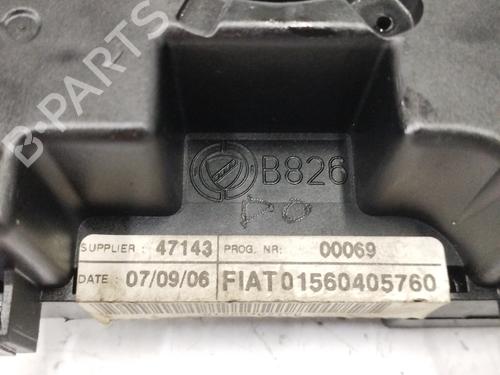 B-PARTS
B826
SUPPLIER : 47143 PROG. NR: 00069
DATE : 07/09/06 FIAT01560405760